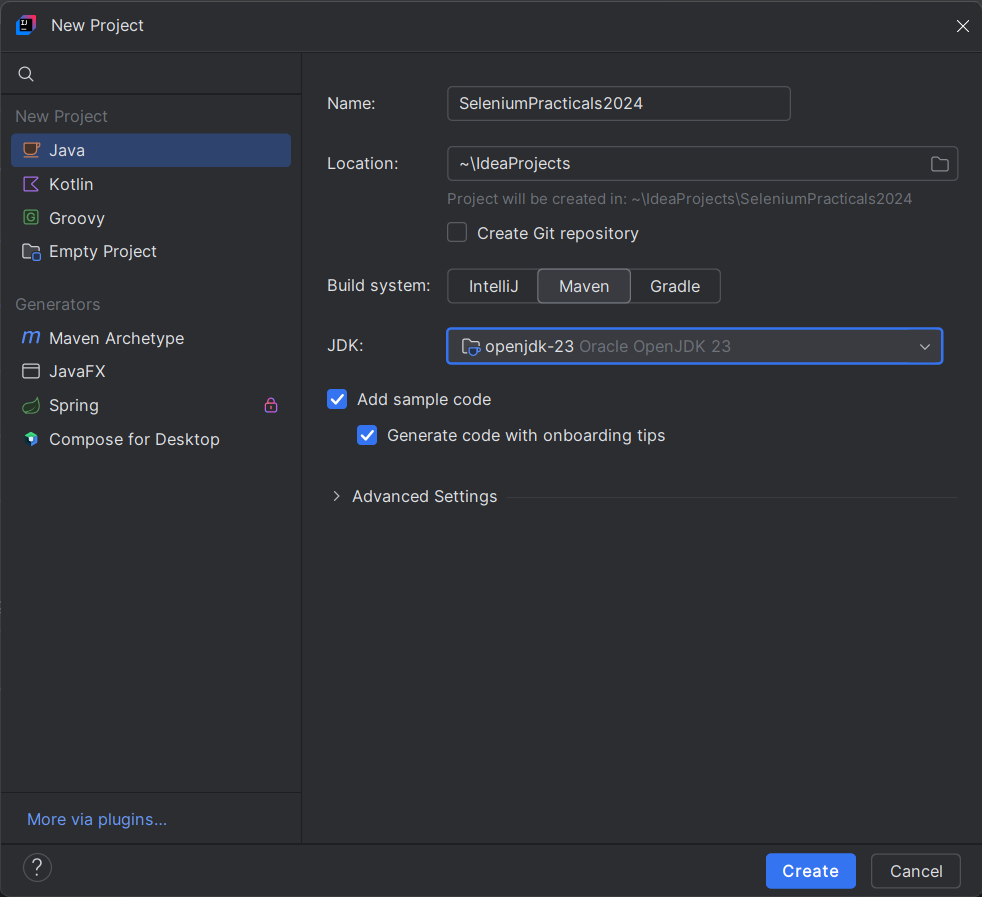 New Project
New Project
Java
Kotlin
G Groovy
Empty Project
Generators
m Maven Archetype
JavaFX
Spring
Compose for Desktop
More via plugins...
Name: SeleniumPracticals2024
Location: ~\IdeaProjects
Project will be created in: ~\IdeaProjects\SeleniumPracticals2024
Create Git repository
Build system: IntelliJ Maven Gradle
JDK: openjdk-23 Oracle OpenJDK 23
Add sample code
Generate code with onboarding tips
Advanced Settings
? Create Cancel